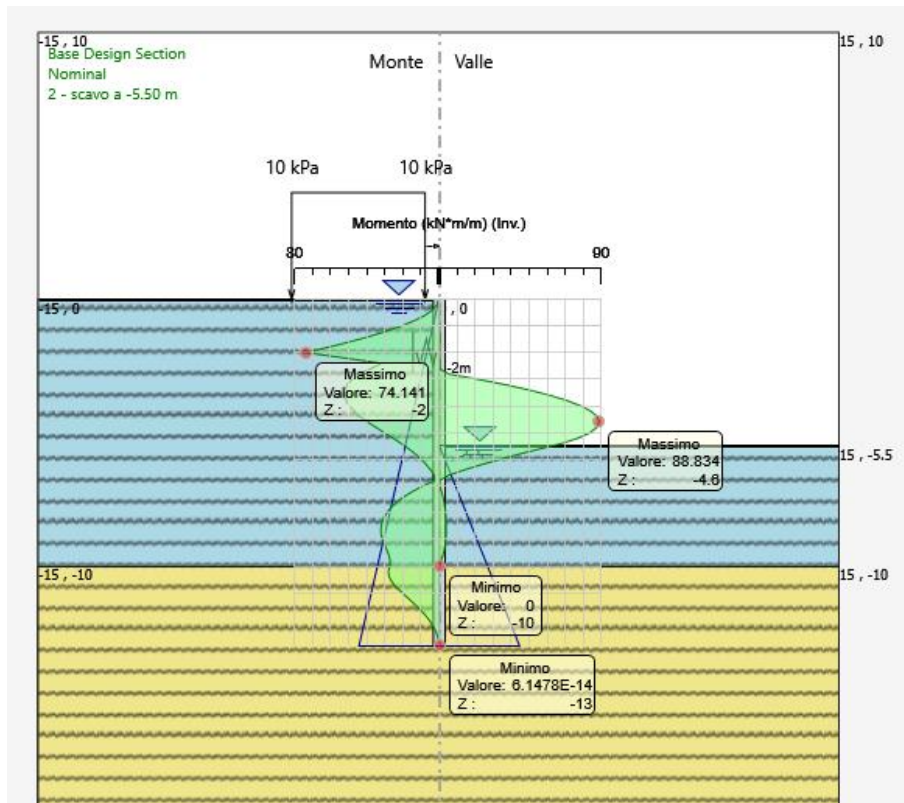 -15 , 10
15 , 10
Base Design Section
Nominal
2 - scavo a -5.50 m
Monte
Valle
10 kPa
10 kPa
Momento (kN*m/m) (Inv.)
80
90
-15 , 0
, 0
-2m
Massimo
Valore: 74.141
Z : -2
Massimo
Valore: 88.834
Z : -4.6
15 , -5.5
-15 , -10
15 , -10
Minimo
Valore: 0
Z : -10
Minimo
Valore: 6.1478E-14
Z : -13